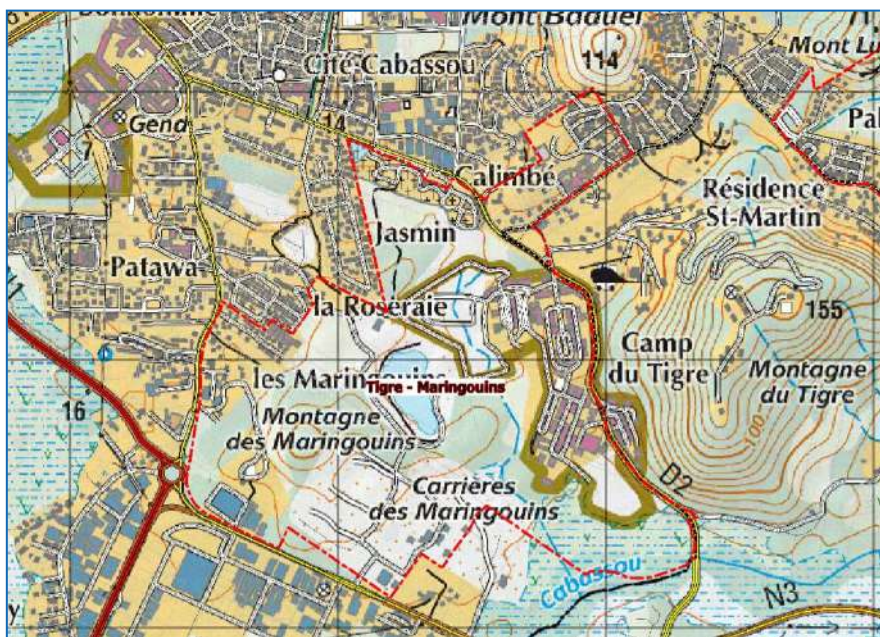 Mont Baduel
Mont Lu
114
Cité Cabassou
Gend
14
7
Pal
Calimbé
Résidence
St-Martin
Jasmin
Patawa
la Roseraie
155
Camp
du Tigre
Montagne
du Tigre
les Maringouins
Tigre - Maringouins
16
Montagne
des Maringouins
100
Carrières
des Maringouins
D2
Cabassou
N3
y